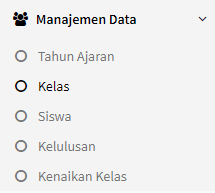 Manajemen Data
Tahun Ajaran
Kelas
Siswa
Kelulusan
Kenaikan Kelas